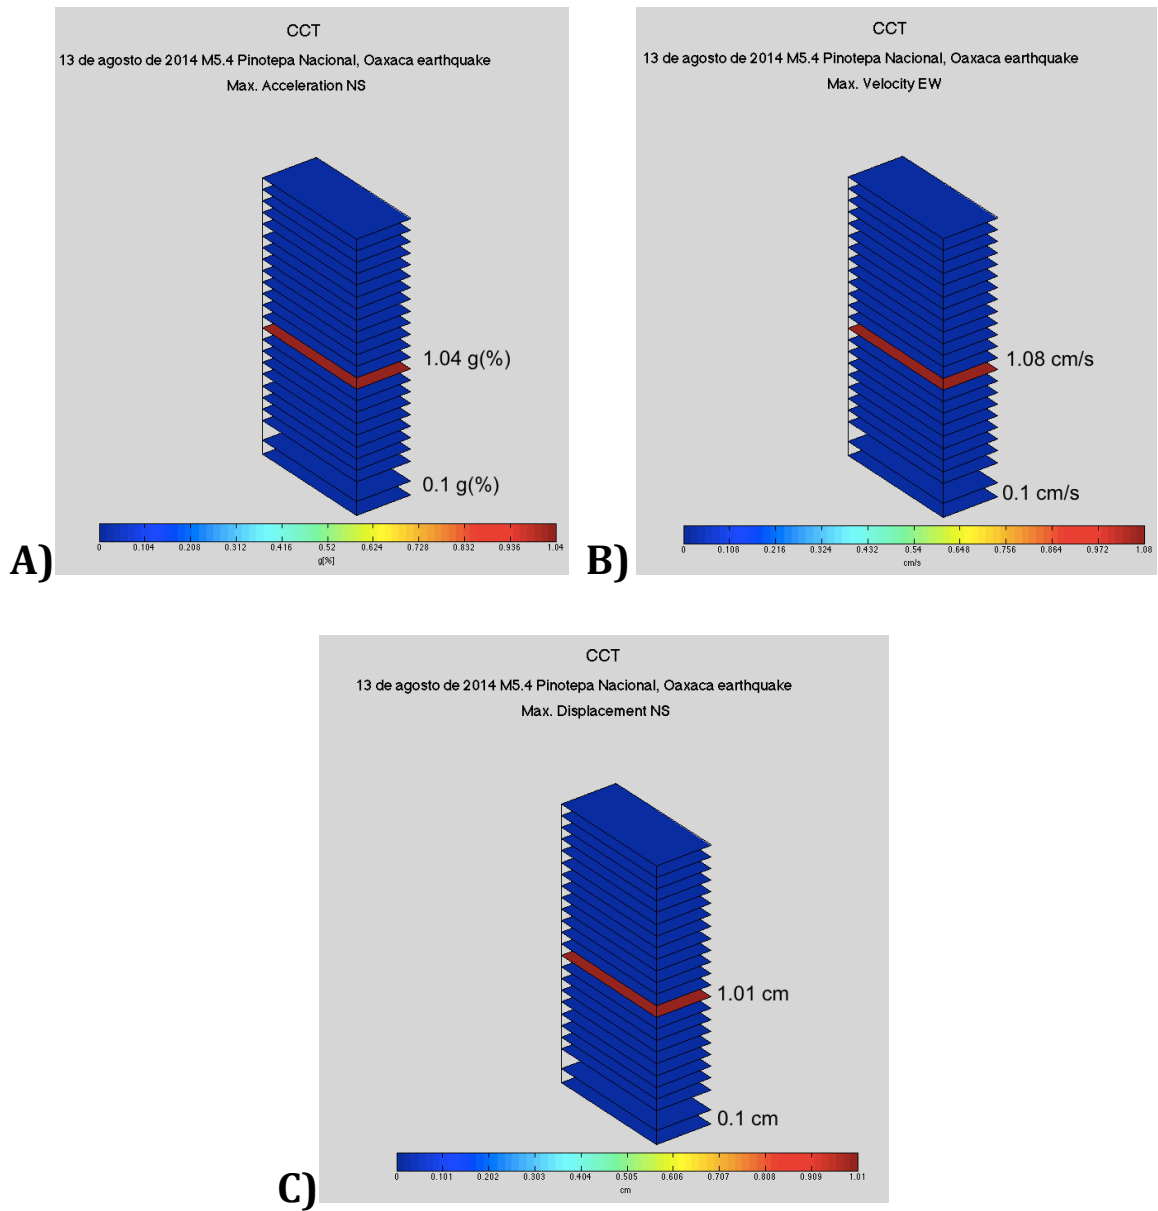 CCT
13 de agosto de 2014 M5.4 Pinotepa Nacional, Oaxaca earthquake
Max. Acceleration NS
1.04 g(%)
0.1 g(%)
0 0.104 0.208 0.312 0.416 0.52 0.624 0.728 0.832 0.936 1.04
g[%]
A)
CCT
13 de agosto de 2014 M5.4 Pinotepa Nacional, Oaxaca earthquake
Max. Velocity EW
1.08 cm/s
0.1 cm/s
0 0.108 0.216 0.324 0.432 0.54 0.648 0.756 0.864 0.972 1.08
cm/s
B)
CCT
13 de agosto de 2014 M5.4 Pinotepa Nacional, Oaxaca earthquake
Max. Displacement NS
1.01 cm
0.1 cm
0 0.101 0.202 0.303 0.404 0.505 0.606 0.707 0.808 0.909 1.01
cm
C)